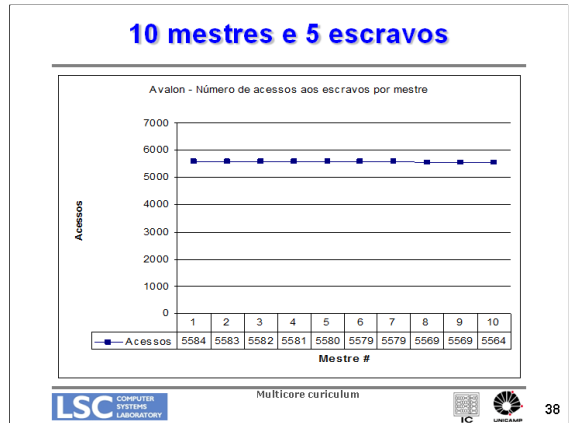 10 mestres e 5 escravos
Avalon - Número de acessos aos escravos por mestre
7000
6000
5000
4000
3000
2000
1000
0
Acessos
1 2 3 4 5 6 7 8 9 10
Acessos 5584 5583 5582 5581 5580 5579 5579 5569 5569 5564
Mestre #
LSC COMPUTER SYSTEMS LABORATORY
Multicore curiculum
IC
UNICAMP
38